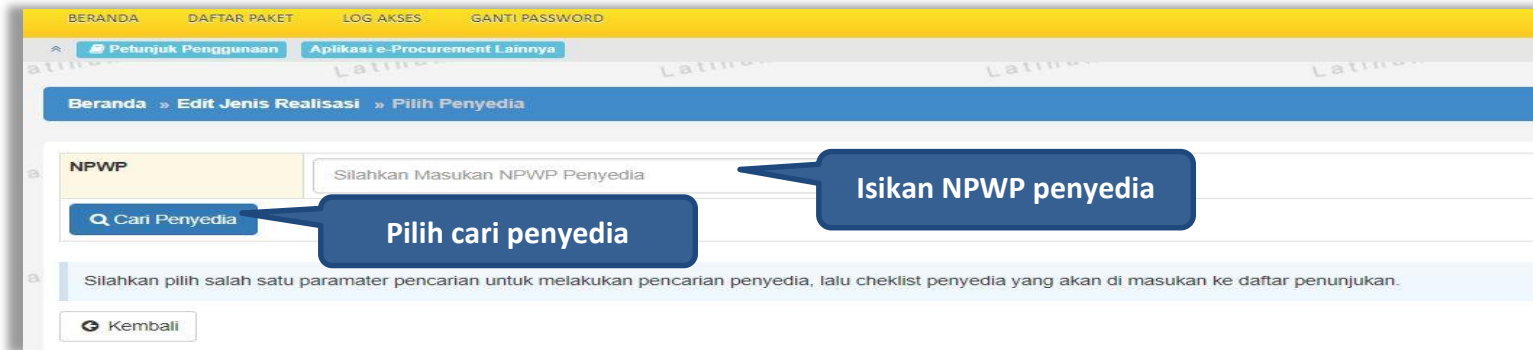 BERANDA DAFTAR PAKET LOG AKSES GANTI PASSWORD
Petunjuk Penggunaan Aplikasi e-Procurement Lainnya
Beranda » Edit Jenis Realisasi » Pilih Penyedia
NPWP Silahkan Masukan NPWP Penyedia
Isikan NPWP penyedia
Cari Penyedia
Pilih cari penyedia
Silahkan pilih salah satu paramater pencarian untuk melakukan pencarian penyedia, lalu cheklist penyedia yang akan di masukan ke daftar penunjukan.
Kembali